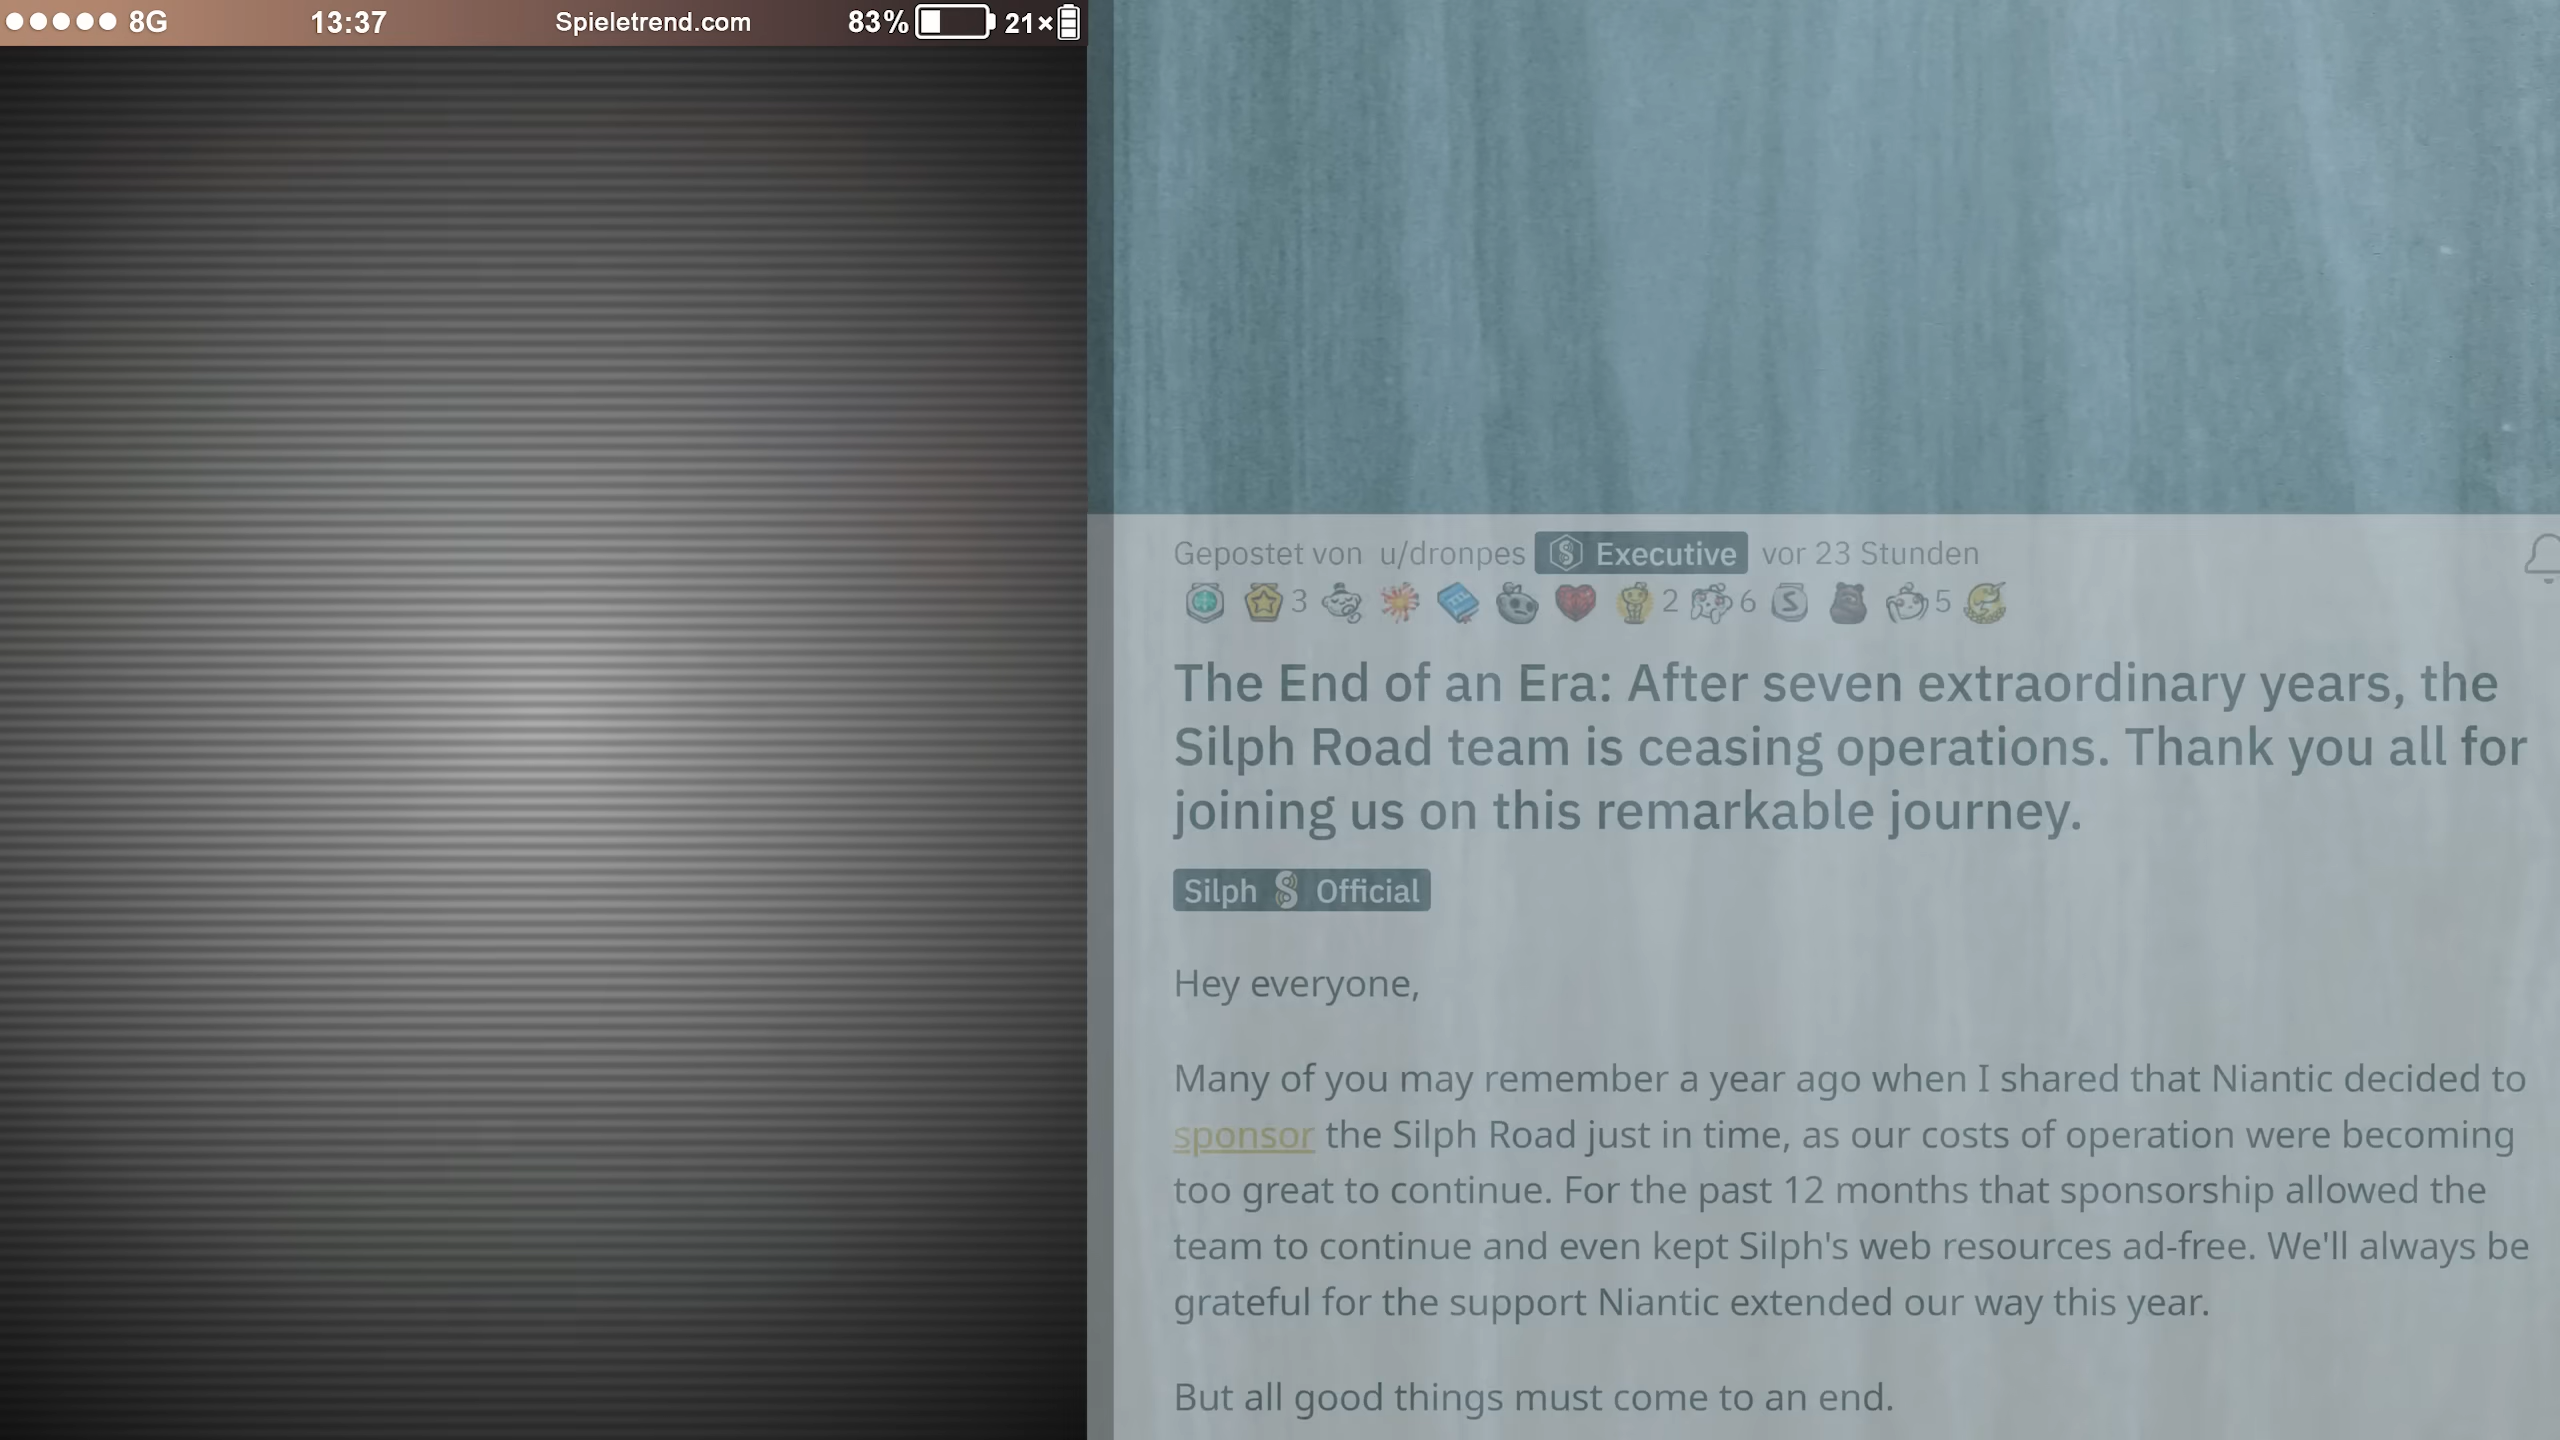 8G 13:37 Spieletrend.com 83% 21×
Gepostet von u/dronpes Executive vor 23 Stunden
3 2 6 5
The End of an Era: After seven extraordinary years, the
Silph Road team is ceasing operations. Thank you all for
joining us on this remarkable journey.
Silph Official
Hey everyone,
Many of you may remember a year ago when I shared that Niantic decided to
sponsor the Silph Road just in time, as our costs of operation were becoming
too great to continue. For the past 12 months that sponsorship allowed the
team to continue and even kept Silph's web resources ad-free. We'll always be
grateful for the support Niantic extended our way this year.
But all good things must come to an end.